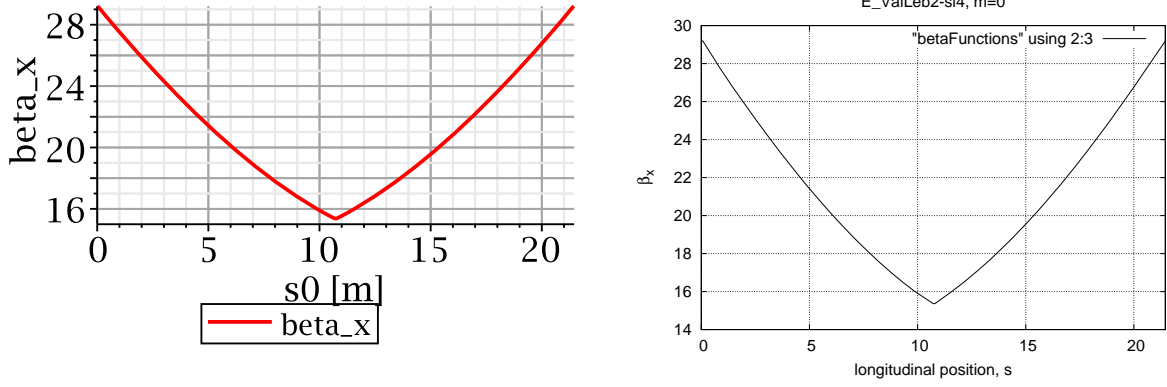 28
24
20
16
beta_x
0 5 10 15 20
s0 [m]
beta_x
E_ValLeb2-sl4, m=0
30
28
26
24
22
20
18
16
14
"betaFunctions" using 2:3
βx
0 5 10 15 20
longitudinal position, s